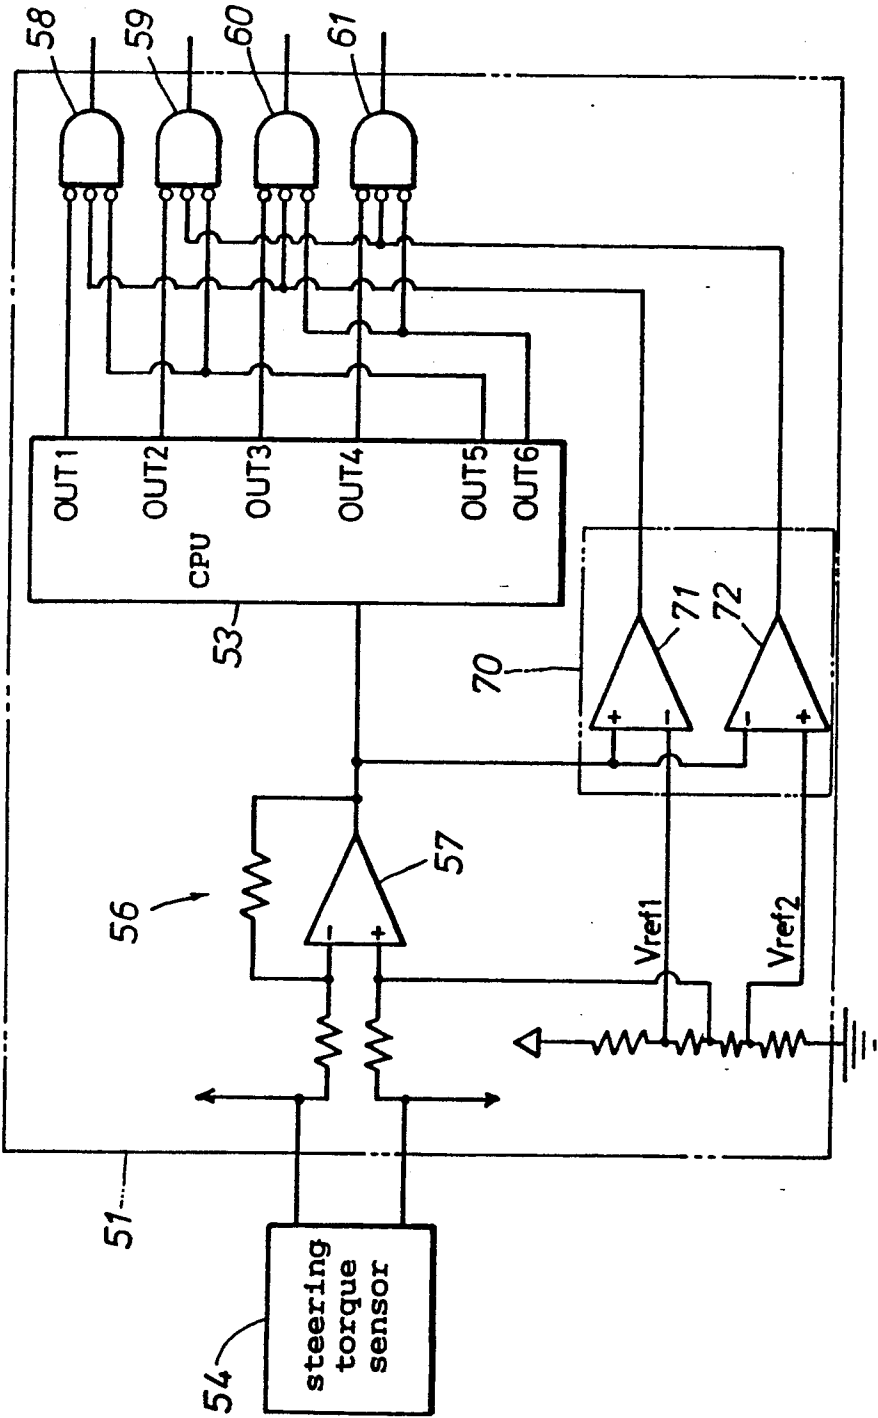 58
59
60
61
OUT1
OUT2
OUT3
OUT4
OUT5
OUT6
CPU
53
70
71
72
+
-
-
+
56
57
-
+
Vref1
Vref2
51
54
steering
torque
sensor